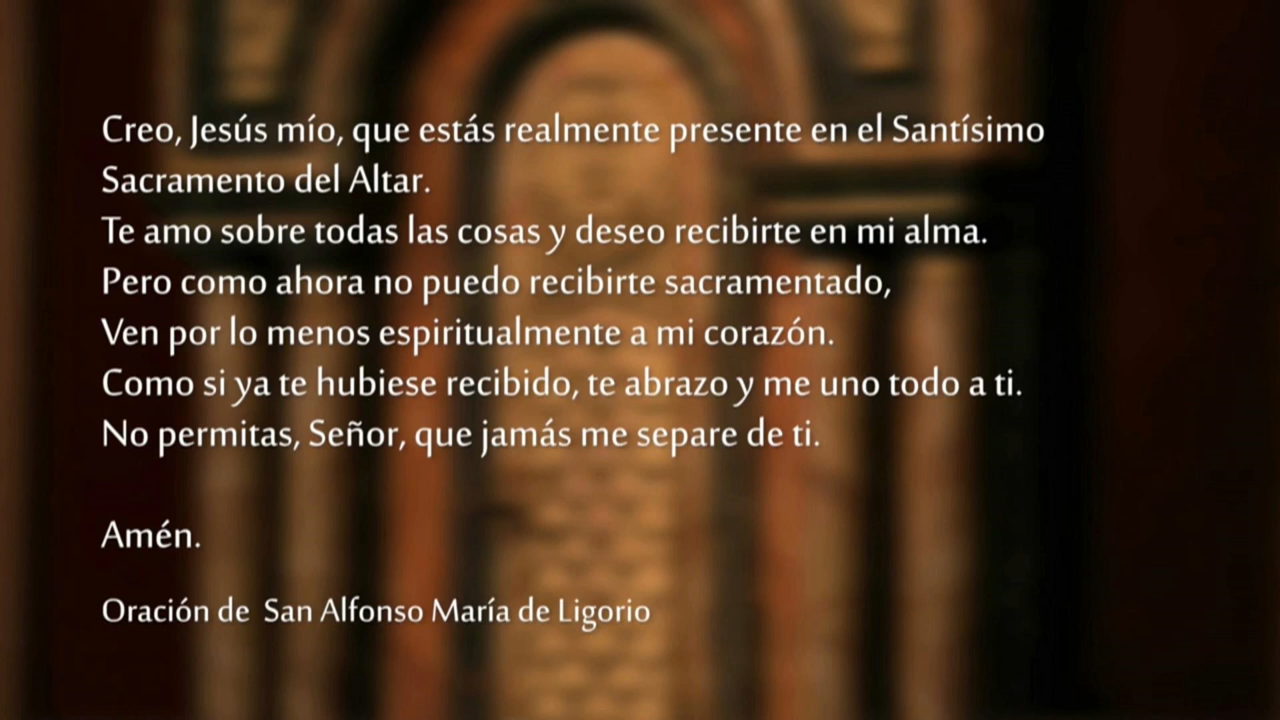 Creo, Jesús mío, que estás realmente presente en el Santísimo
Sacramento del Altar.
Te amo sobre todas las cosas y deseo recibirte en mi alma.
Pero como ahora no puedo recibirte sacramentado,
Ven por lo menos espiritualmente a mi corazón.
Como si ya te hubiese recibido, te abrazo y me uno todo a ti.
No permitas, Señor, que jamás me separe de ti.
Amén.
Oración de San Alfonso María de Ligorio